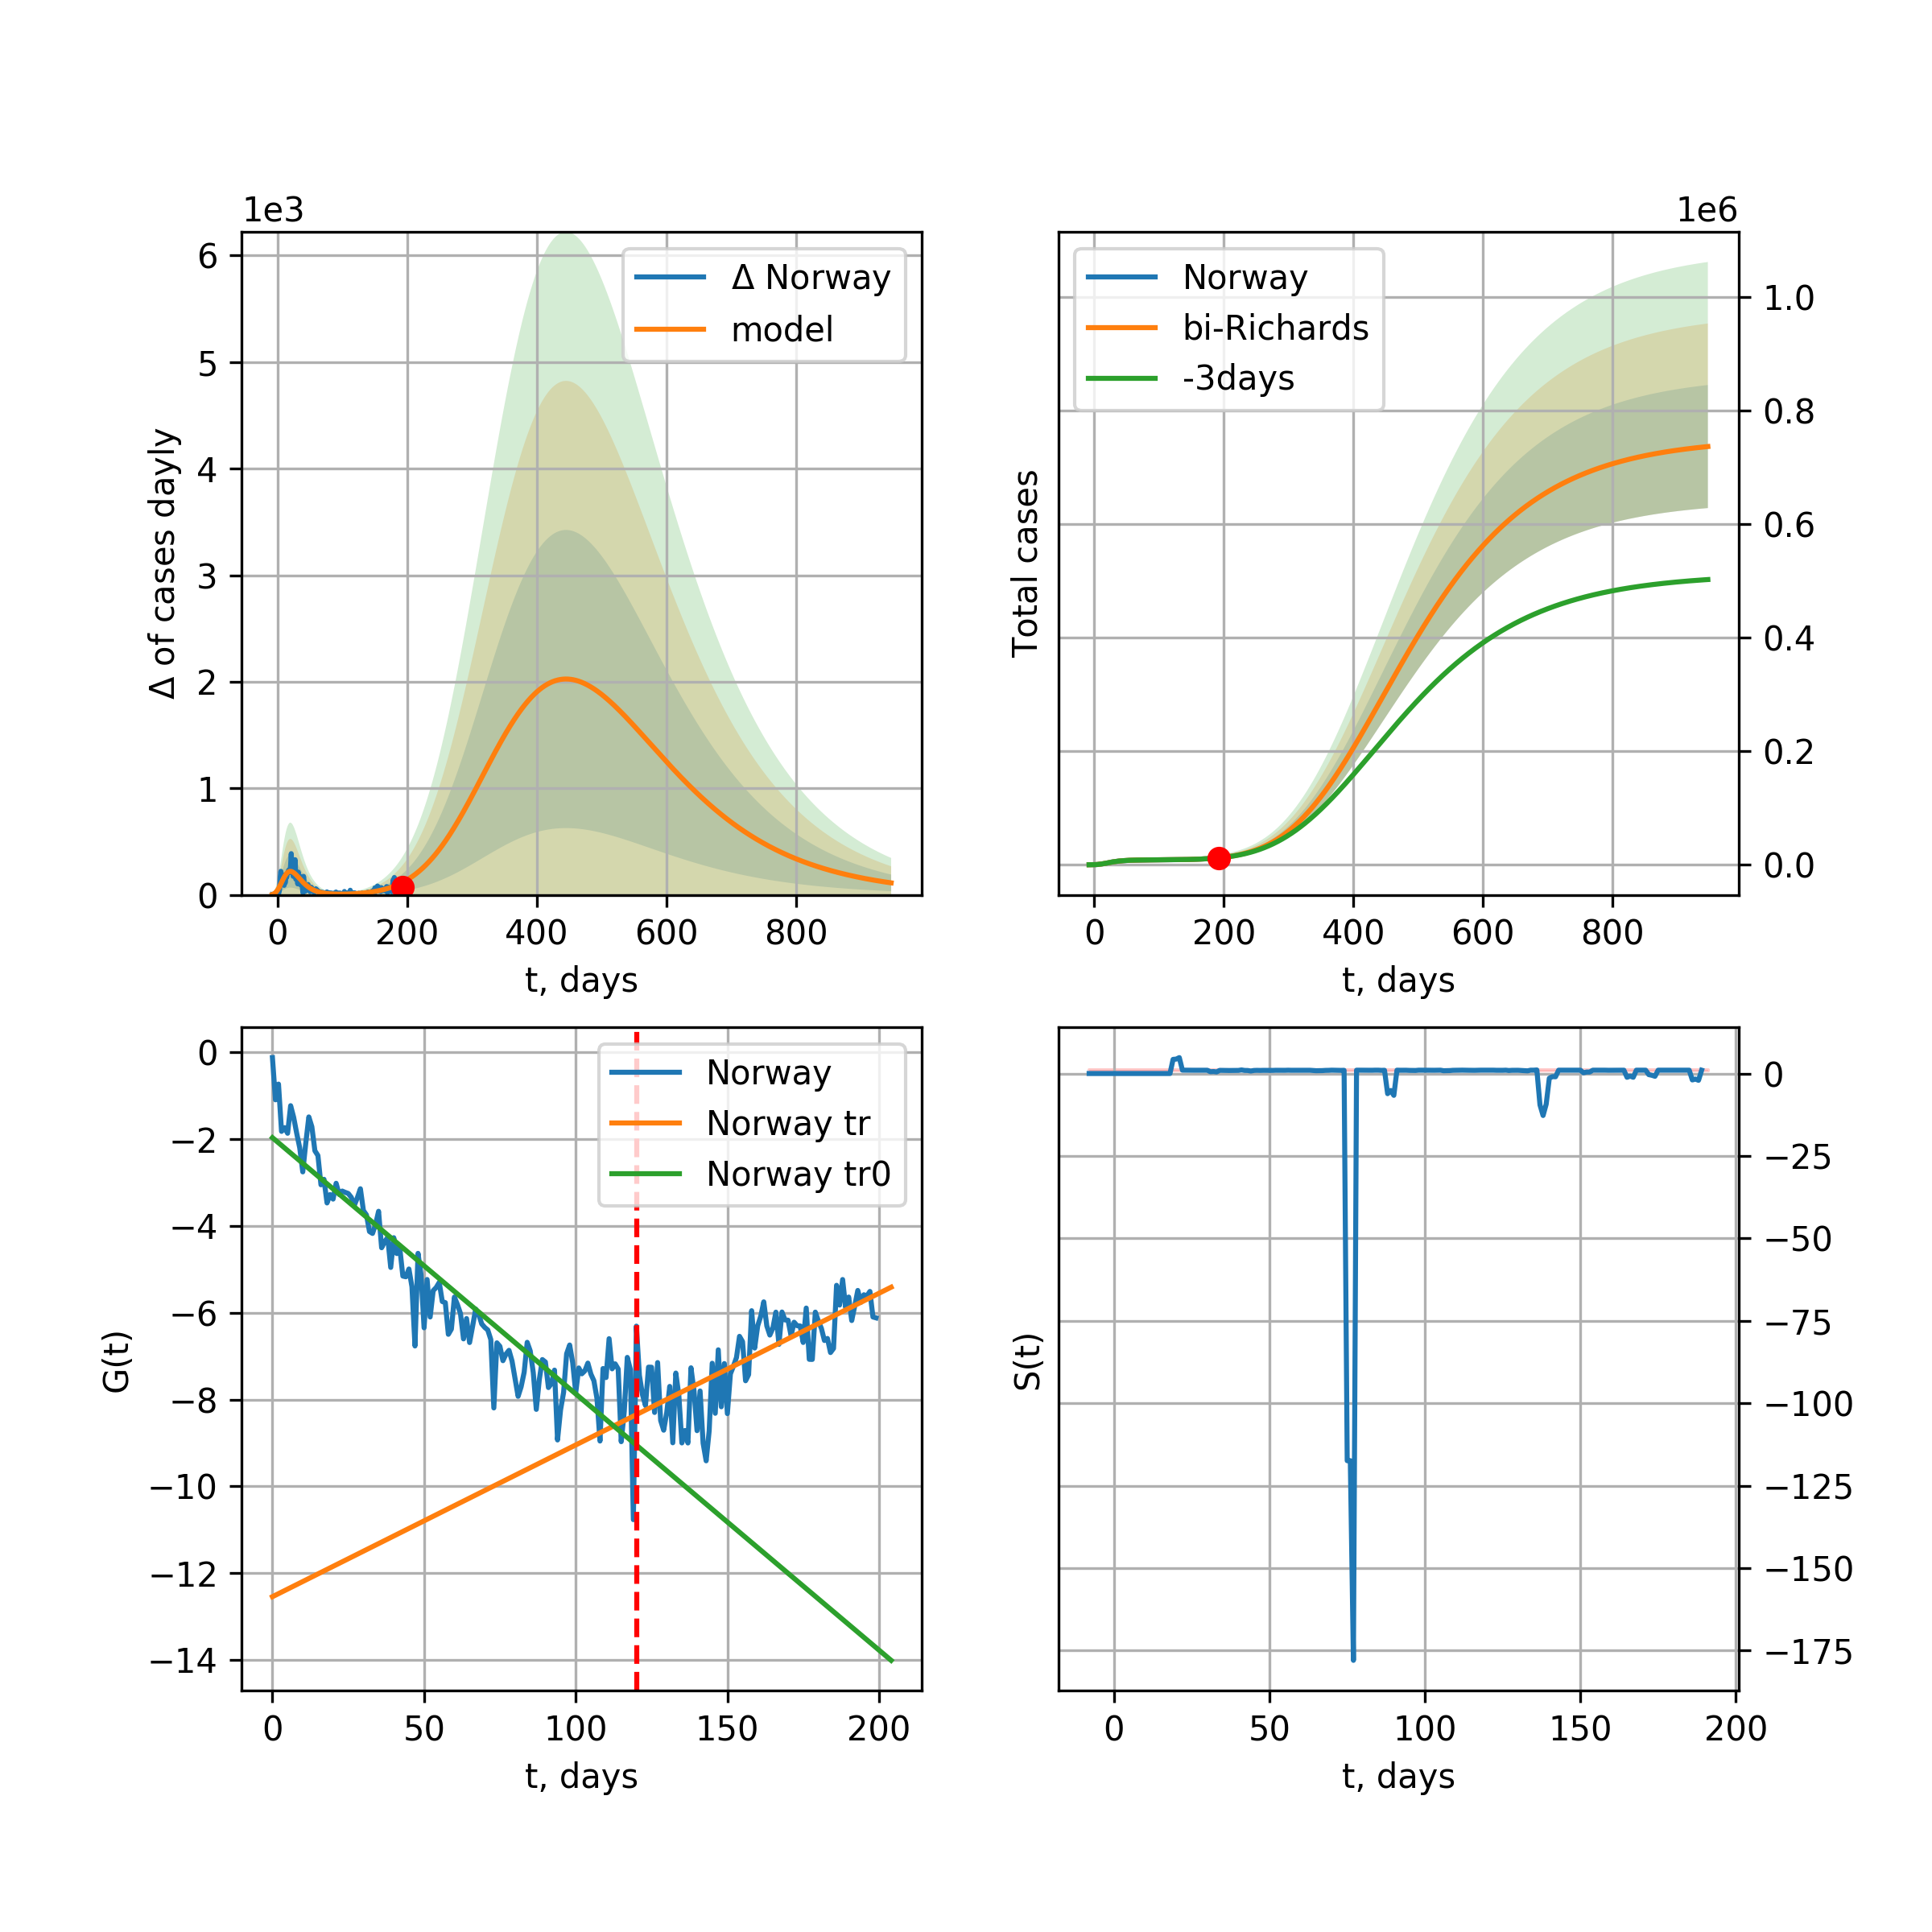 1e3
6
5
4
3
2
1
0
Δ of cases dayly
Δ Norway
model
0 200 400 600 800
t, days
1e6
Norway
bi-Richards
-3days
Total cases
1.0
0.8
0.6
0.4
0.2
0.0
0 200 400 600 800
t, days
0
−2
−4
−6
−8
−10
−12
−14
G(t)
Norway
Norway tr
Norway tr0
0 50 100 150 200
t, days
S(t)
0
−25
−50
−75
−100
−125
−150
−175
0 50 100 150 200
t, days